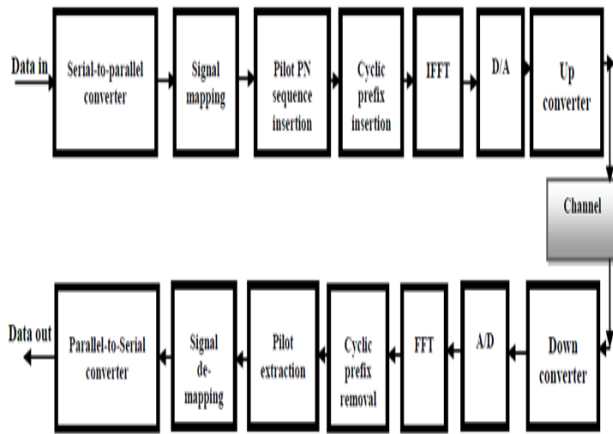 Data in
Serial-to-parallel
converter
Signal
mapping
Pilot PN
sequence
insertion
Cyclic
prefix
insertion
IFFT
D/A
Up
converter
Channel
Data out
Parallel-to-Serial
converter
Signal
de-
mapping
Pilot
extraction
Cyclic
prefix
removal
FFT
A/D
Down
converter